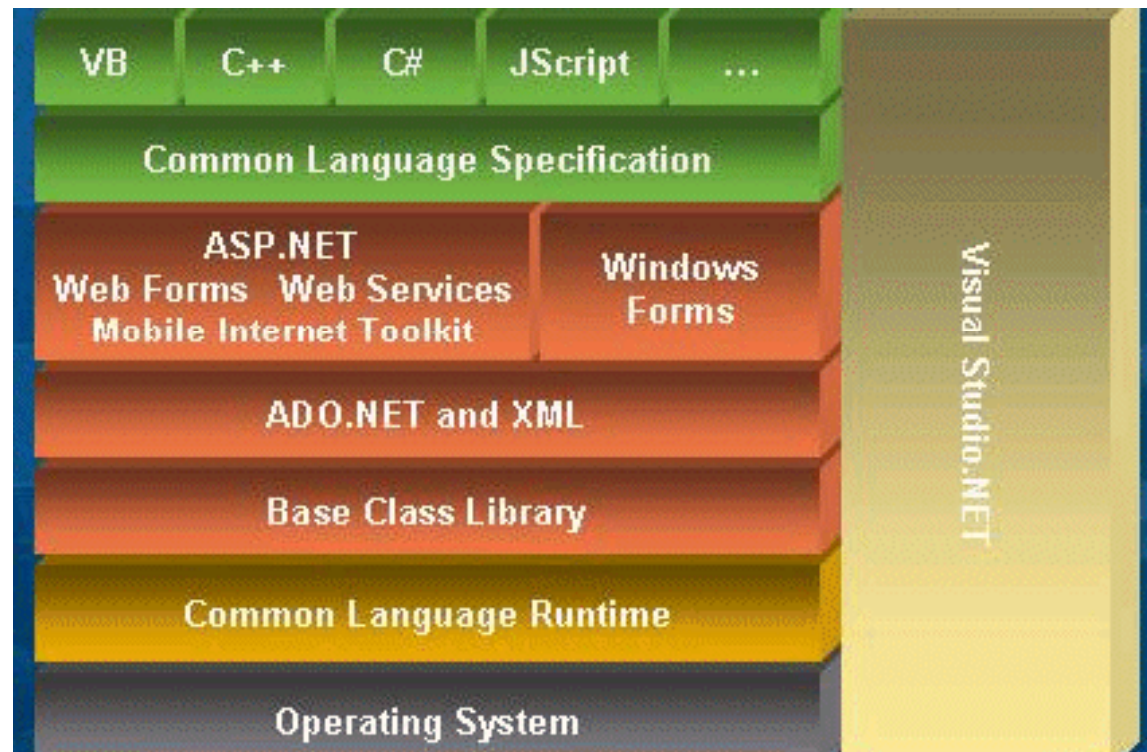 VB
C++
C#
JScript
...
Common Language Specification
ASP.NET
Web Forms Web Services
Mobile Internet Toolkit
Windows
Forms
ADO.NET and XML
Base Class Library
Common Language Runtime
Operating System
Visual Studio.NET